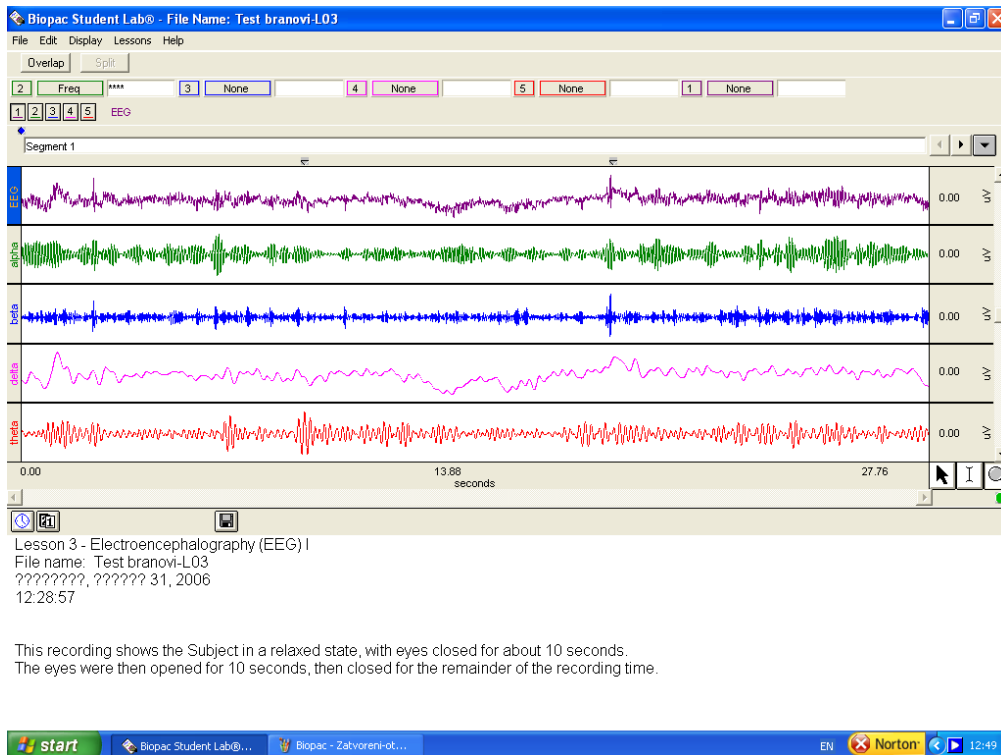 Biopac Student Lab® - File Name: Test branovi-L03
File Edit Display Lessons Help
Overlap Split
2 Freq **** 3 None 4 None 5 None 1 None
1 2 3 4 5 EEG
Segment 1
EEG 0.00
alpha 0.00
beta 0.00
delta 0.00
theta 0.00
0.00 13.88 27.76
seconds
Lesson 3 - Electroencephalography (EEG) I
File name: Test branovi-L03
????????, ?????? 31, 2006
12:28:57
This recording shows the Subject in a relaxed state, with eyes closed for about 10 seconds.
The eyes were then opened for 10 seconds, then closed for the remainder of the recording time.
start Biopac Student Lab®... Biopac - Zatvoreni-ot... EN Norton 12:49